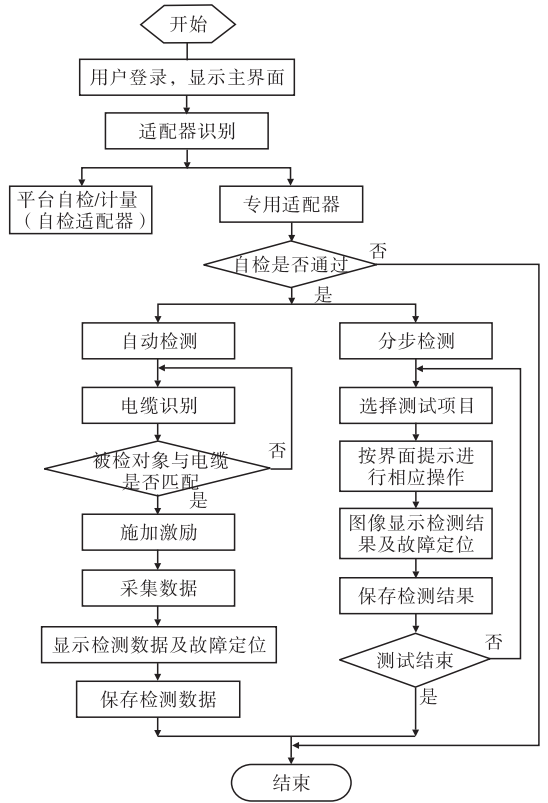 开始
用户登录，显示主界面
适配器识别
平台自检/计量
（自检适配器）
专用适配器
自检是否通过
否
是
自动检测
分步检测
电缆识别
选择测试项目
被检对象与电缆
是否匹配
否
是
按界面提示进
行相应操作
施加激励
图像显示检测结
果及故障定位
采集数据
保存检测结果
显示检测数据及故障定位
测试结束
否
是
保存检测数据
结束